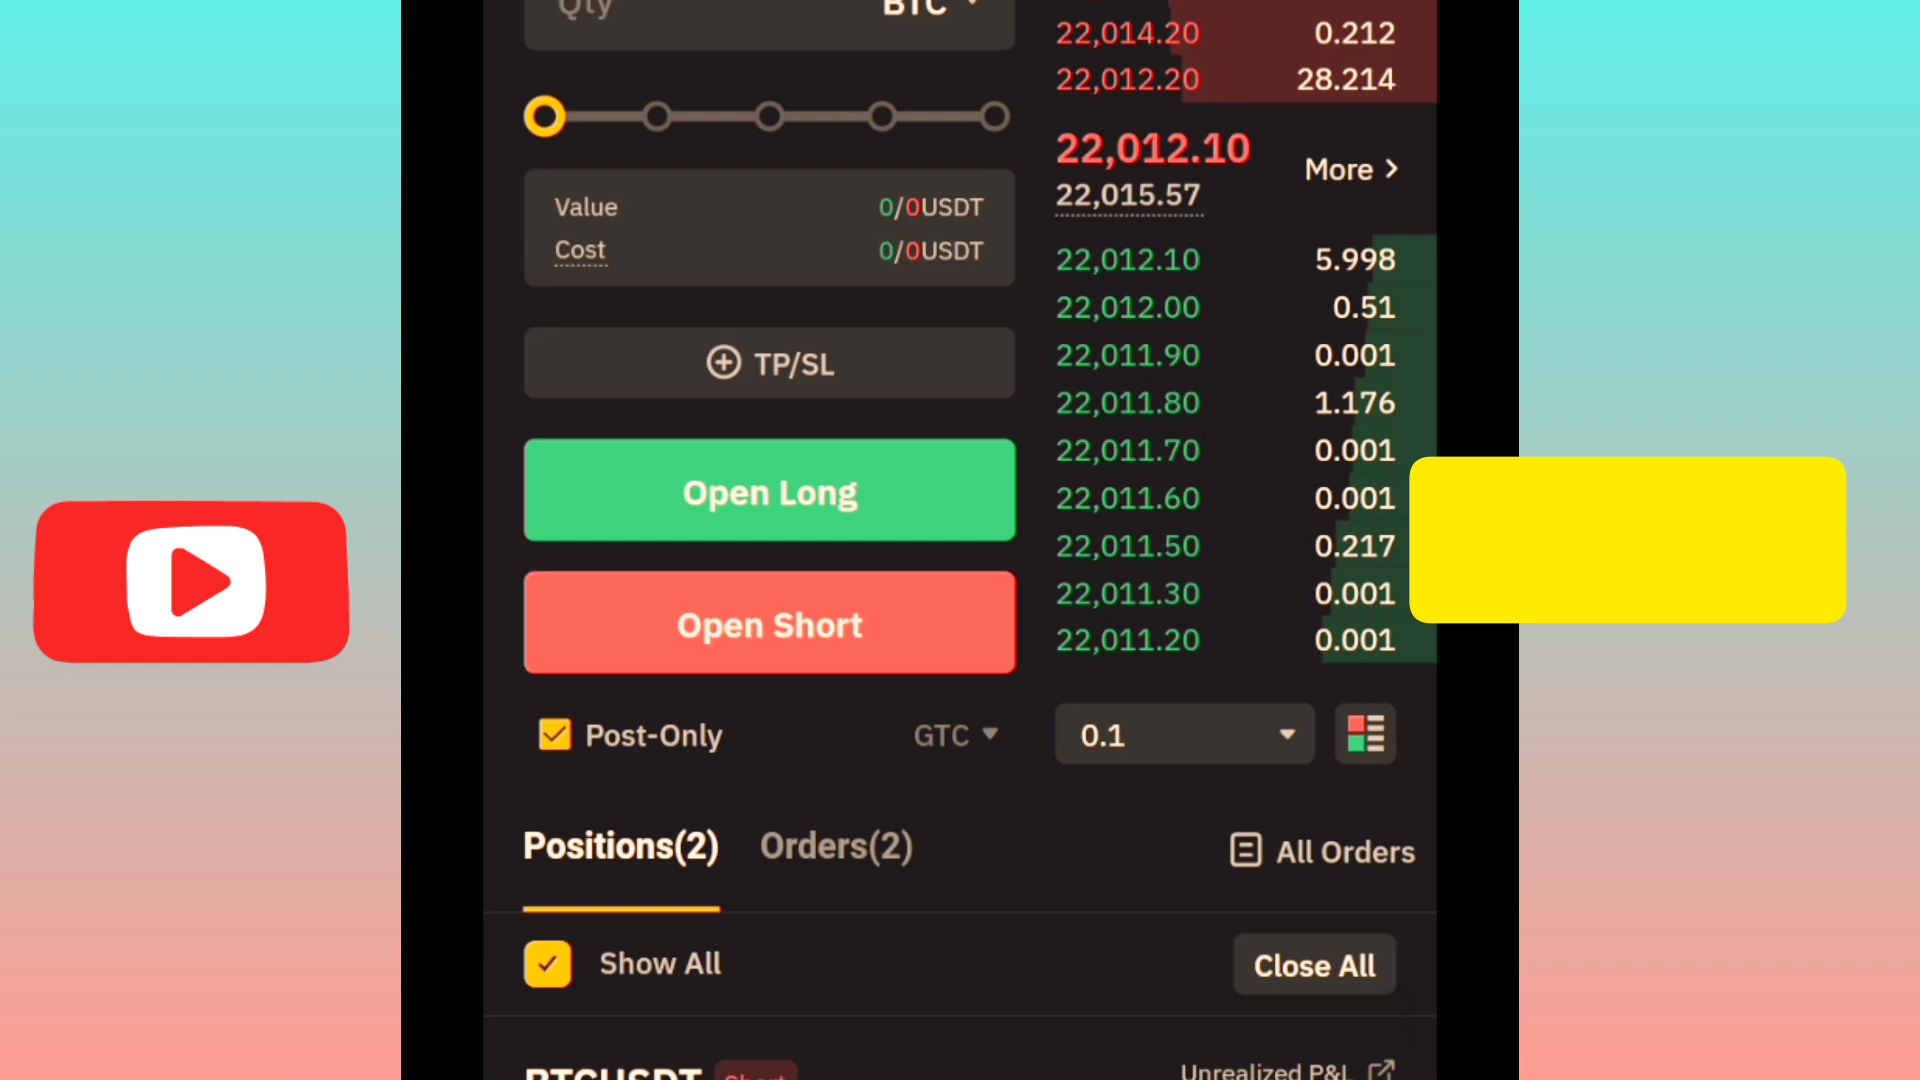 Qty BTC
22,014.20 0.212
22,012.20 28.214
22,012.10
22,015.57
More >
Value 0/0USDT
Cost 0/0USDT
TP/SL
Open Long
Open Short
22,012.10 5.998
22,012.00 0.51
22,011.90 0.001
22,011.80 1.176
22,011.70 0.001
22,011.60 0.001
22,011.50 0.217
22,011.30 0.001
22,011.20 0.001
Post-Only GTC
0.1
Positions(2) Orders(2) All Orders
Show All Close All
BTCUSDT Short Unrealized P&L